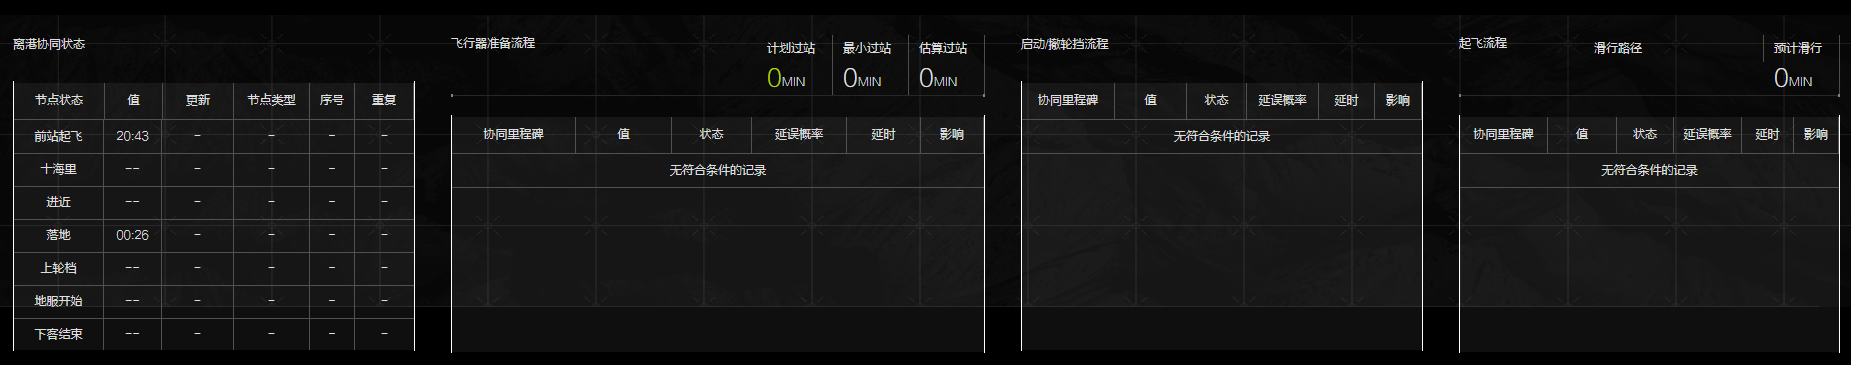 离港协同状态
节点状态 值 更新 节点类型 序号 重复
前站起飞 20:43 - - - -
十海里 -- - - - -
进近 -- - - - -
落地 00:26 - - - -
上轮档 -- - - - -
地服开始 -- - - - -
下客结束 -- - - - -
飞行器准备流程
计划过站 最小过站 估算过站
0MIN 0MIN 0MIN
协同里程碑 值 状态 延误概率 延时 影响
无符合条件的记录
启动/撤轮挡流程
协同里程碑 值 状态 延误概率 延时 影响
无符合条件的记录
起飞流程 滑行路径 预计滑行
0MIN
协同里程碑 值 状态 延误概率 延时 影响
无符合条件的记录